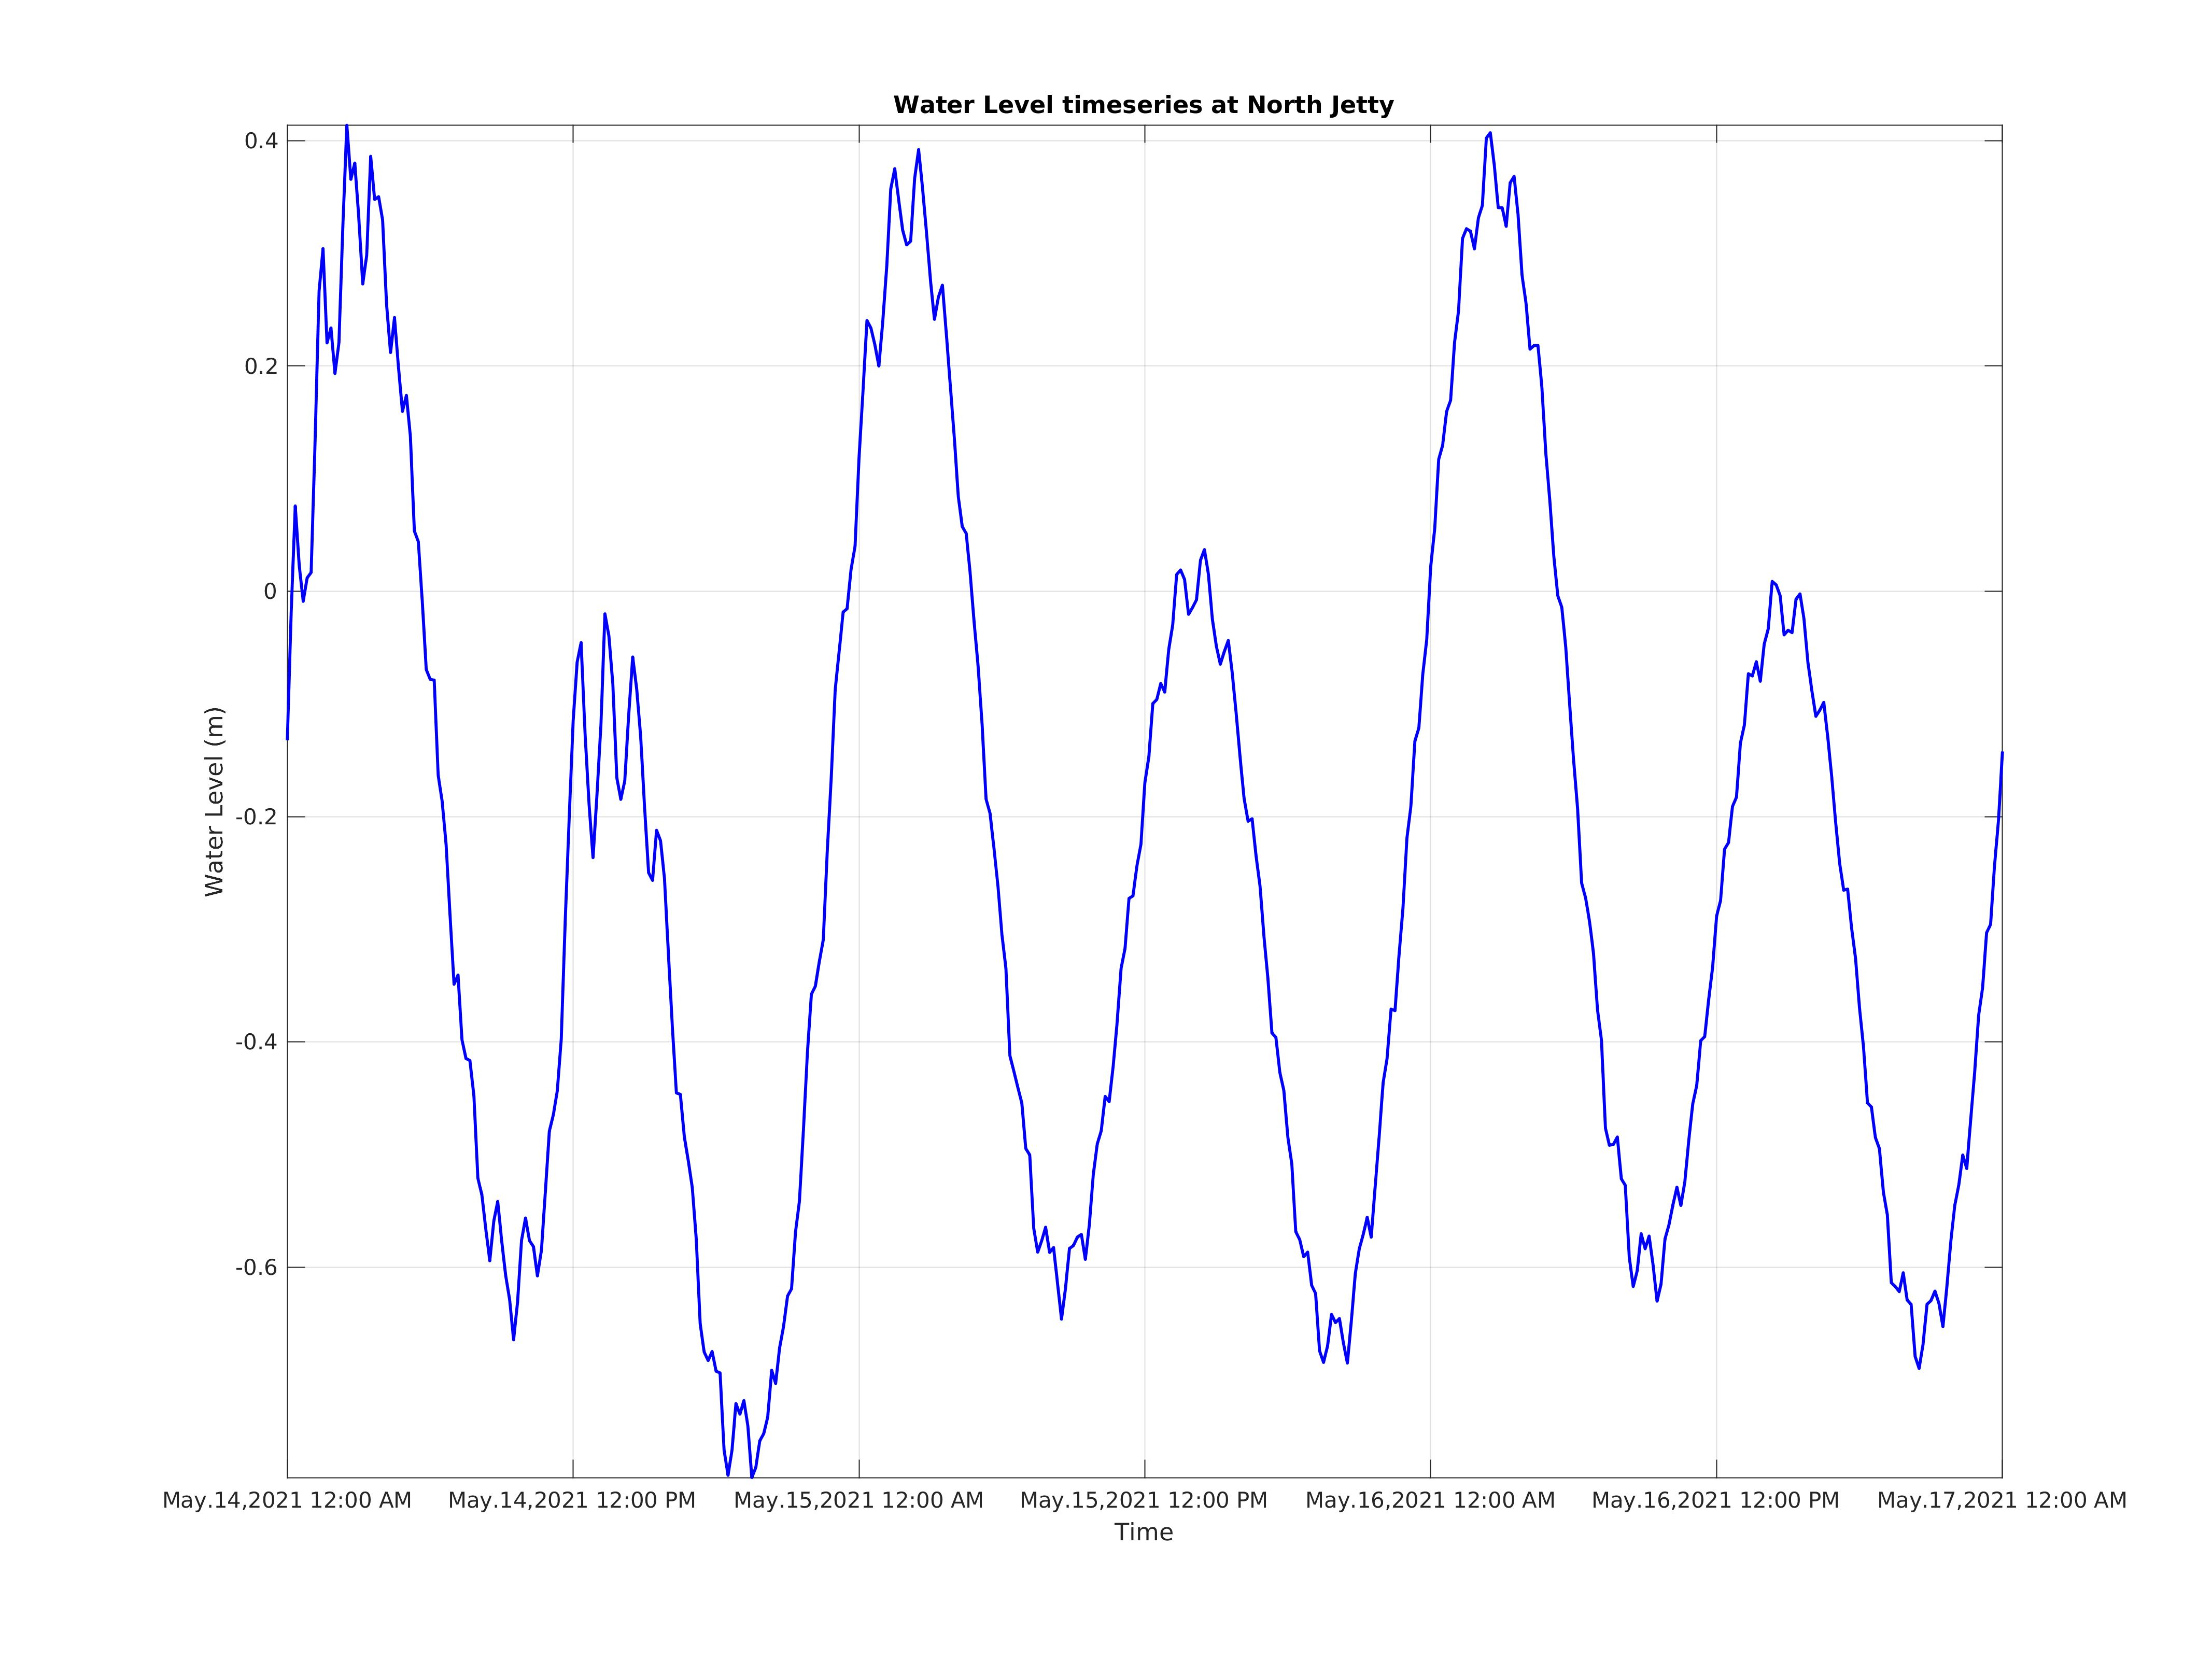 Water Level timeseries at North Jetty
0.4
0.2
0
-0.2
-0.4
-0.6
Water Level (m)
May.14,2021 12:00 AM May.14,2021 12:00 PM May.15,2021 12:00 AM May.15,2021 12:00 PM May.16,2021 12:00 AM May.16,2021 12:00 PM May.17,2021 12:00 AM
Time